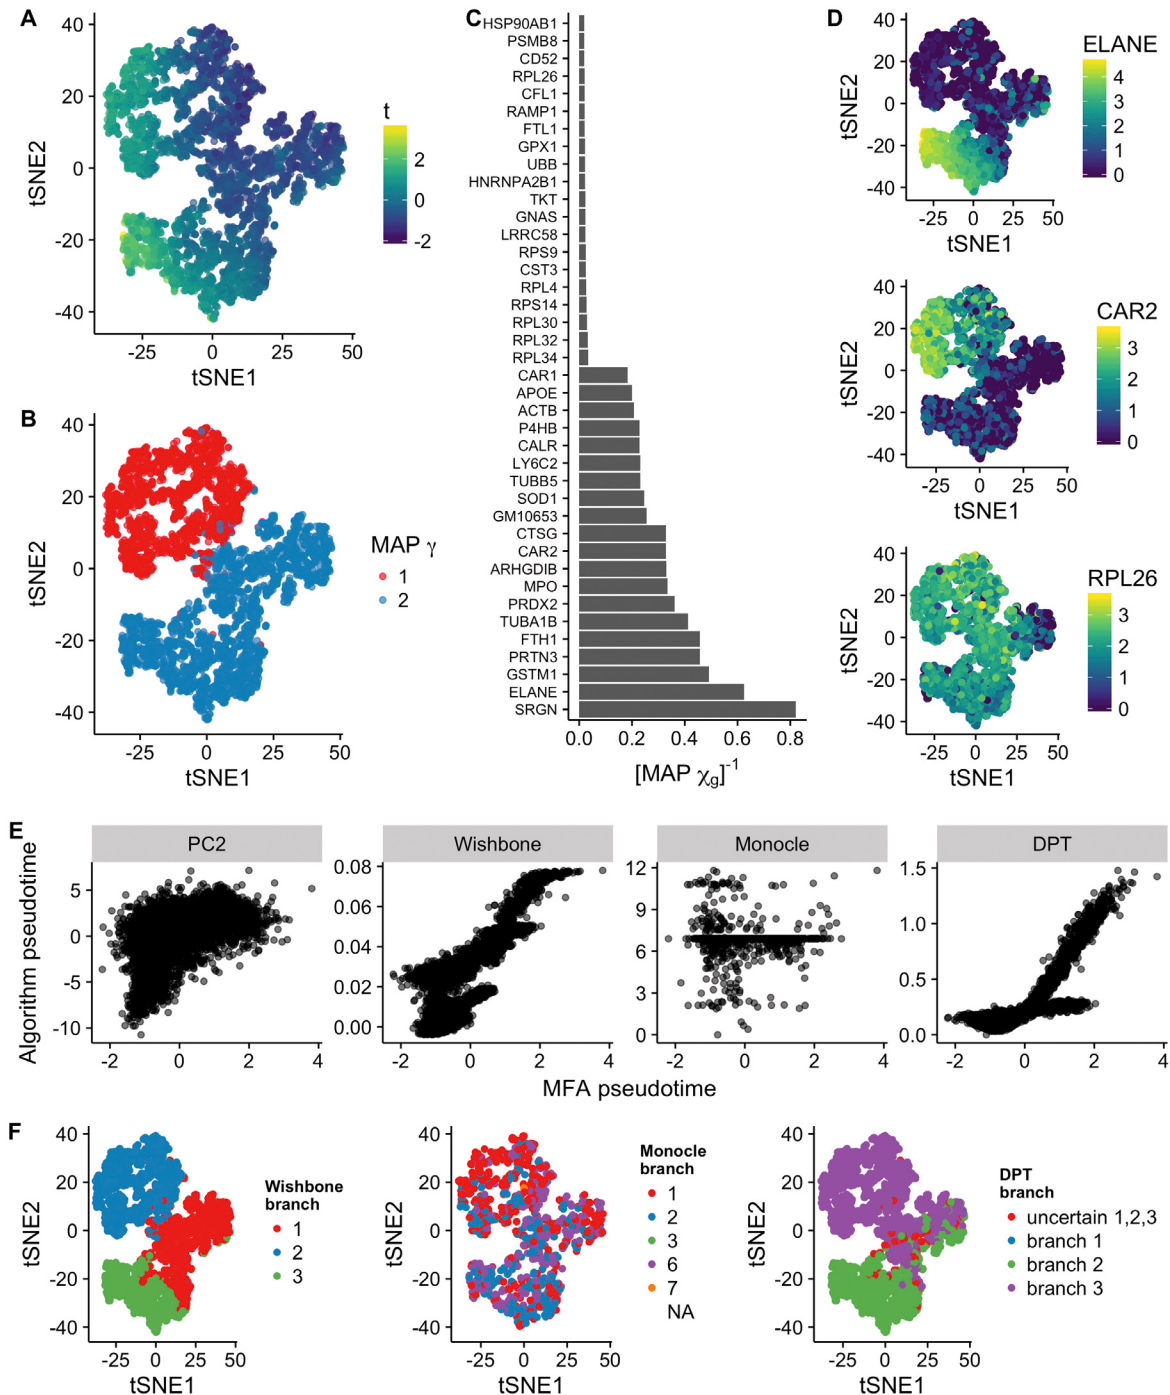 A
40
20
0
-20
-40
tSNE2
-25
0
25
50
tSNE1
t
2
0
-2
B
40
20
0
-20
-40
tSNE2
-25
0
25
50
tSNE1
MAP γ
1
2
C
HSP90AB1
PSMB8
CD52
RPL26
CFL1
RAMP1
FTL1
GPX1
UBB
HNRNPA2B1
TKT
GNAS
LRRC58
RPS9
CST3
RPL4
RPS14
RPL30
RPL32
RPL34
CAR1
APOE
ACTB
P4HB
CALR
LY6C2
TUBB5
SOD1
GM10653
CTSG
CAR2
ARHGDIB
MPO
PRDX2
TUBA1B
FTH1
PRTN3
GSTM1
ELANE
SRGN
0.0 0.2 0.4 0.6 0.8
[MAP χg]-1
D
40
20
0
-20
-40
tSNE2
-25 0 25 50
tSNE1
ELANE
4
3
2
1
0
40
20
0
-20
-40
tSNE2
-25 0 25 50
tSNE1
CAR2
3
2
1
0
40
20
0
-20
-40
tSNE2
-25 0 25 50
tSNE1
RPL26
3
2
1
0
E
Algorithm pseudotime
PC2
5
0
-5
-10
-2 0 2 4
Wishbone
0.08
0.06
0.04
0.02
0.00
-2 0 2 4
Monocle
12
9
6
3
0
-2 0 2 4
DPT
1.5
1.0
0.5
0.0
-2 0 2 4
MFA pseudotime
F
40
20
0
-20
-40
tSNE2
-25 0 25 50
tSNE1
Wishbone
branch
1
2
3
40
20
0
-20
-40
tSNE2
-25 0 25 50
tSNE1
Monocle
branch
1
2
3
6
7
NA
40
20
0
-20
-40
tSNE2
-25 0 25 50
tSNE1
DPT
branch
uncertain 1,2,3
branch 1
branch 2
branch 3